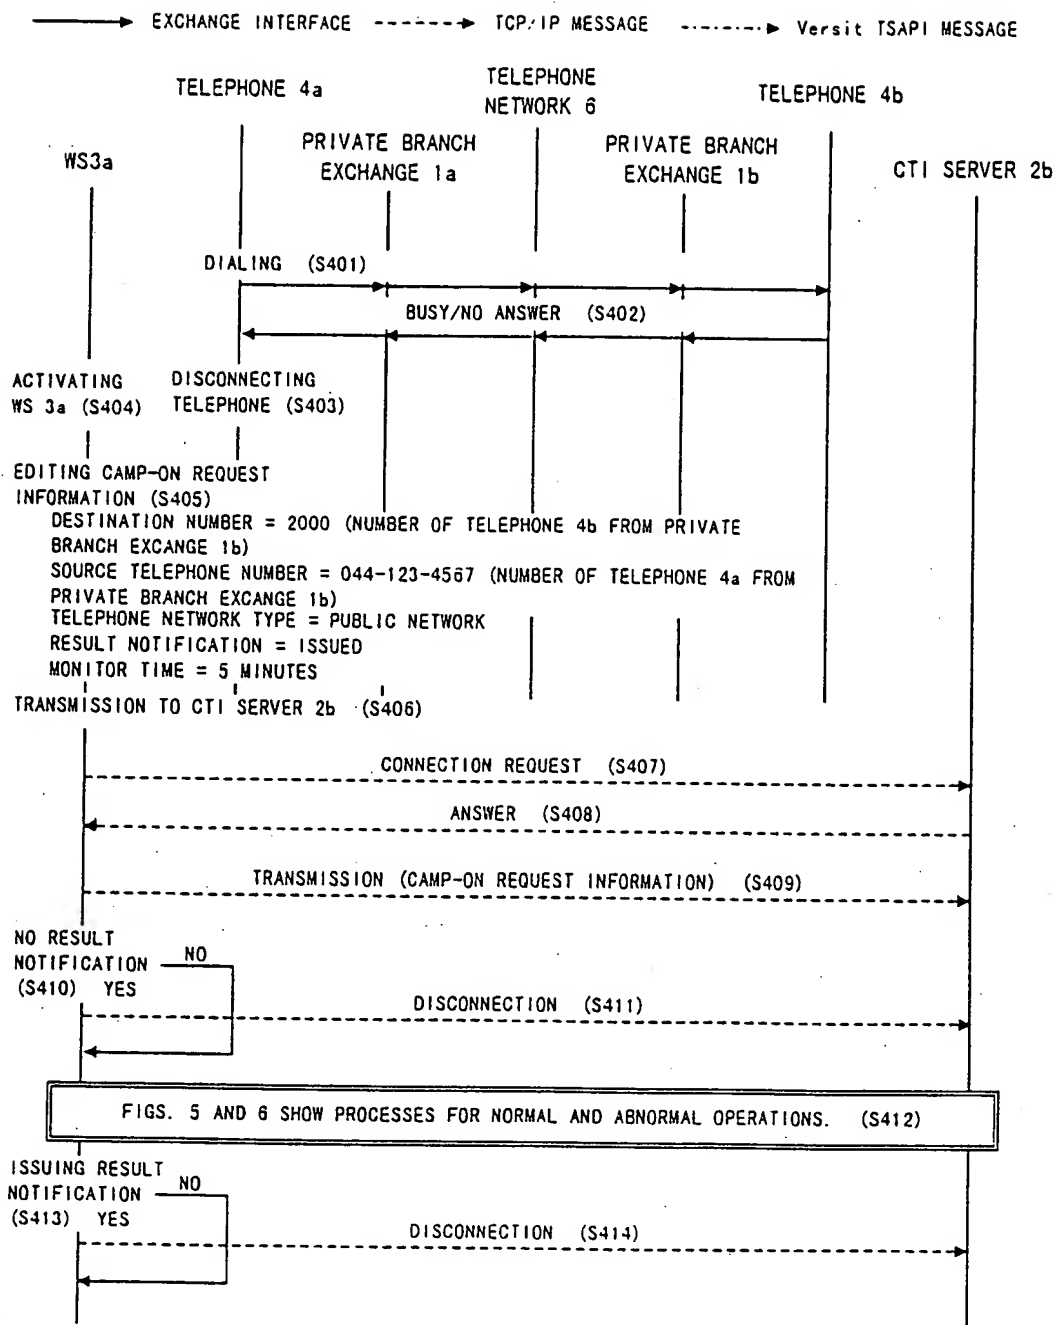 EXCHANGE INTERFACE TCP/IP MESSAGE Versit TSAPI MESSAGE
TELEPHONE 4a
TELEPHONE
NETWORK 6
TELEPHONE 4b
WS3a
PRIVATE BRANCH
EXCHANGE 1a
PRIVATE BRANCH
EXCHANGE 1b
CTI SERVER 2b
DIALING (S401)
BUSY/NO ANSWER (S402)
ACTIVATING
WS 3a (S404)
DISCONNECTING
TELEPHONE (S403)
EDITING CAMP-ON REQUEST
INFORMATION (S405)
DESTINATION NUMBER = 2000 (NUMBER OF TELEPHONE 4b FROM PRIVATE
BRANCH EXCANGE 1b)
SOURCE TELEPHONE NUMBER = 044-123-4567 (NUMBER OF TELEPHONE 4a FROM
PRIVATE BRANCH EXCANGE 1b)
TELEPHONE NETWORK TYPE = PUBLIC NETWORK
RESULT NOTIFICATION = ISSUED
MONITOR TIME = 5 MINUTES
TRANSMISSION TO CTI SERVER 2b (S406)
CONNECTION REQUEST (S407)
ANSWER (S408)
TRANSMISSION (CAMP-ON REQUEST INFORMATION) (S409)
NO RESULT
NOTIFICATION NO
(S410) YES
DISCONNECTION (S411)
FIGS. 5 AND 6 SHOW PROCESSES FOR NORMAL AND ABNORMAL OPERATIONS. (S412)
ISSUING RESULT
NOTIFICATION NO
(S413) YES
DISCONNECTION (S414)